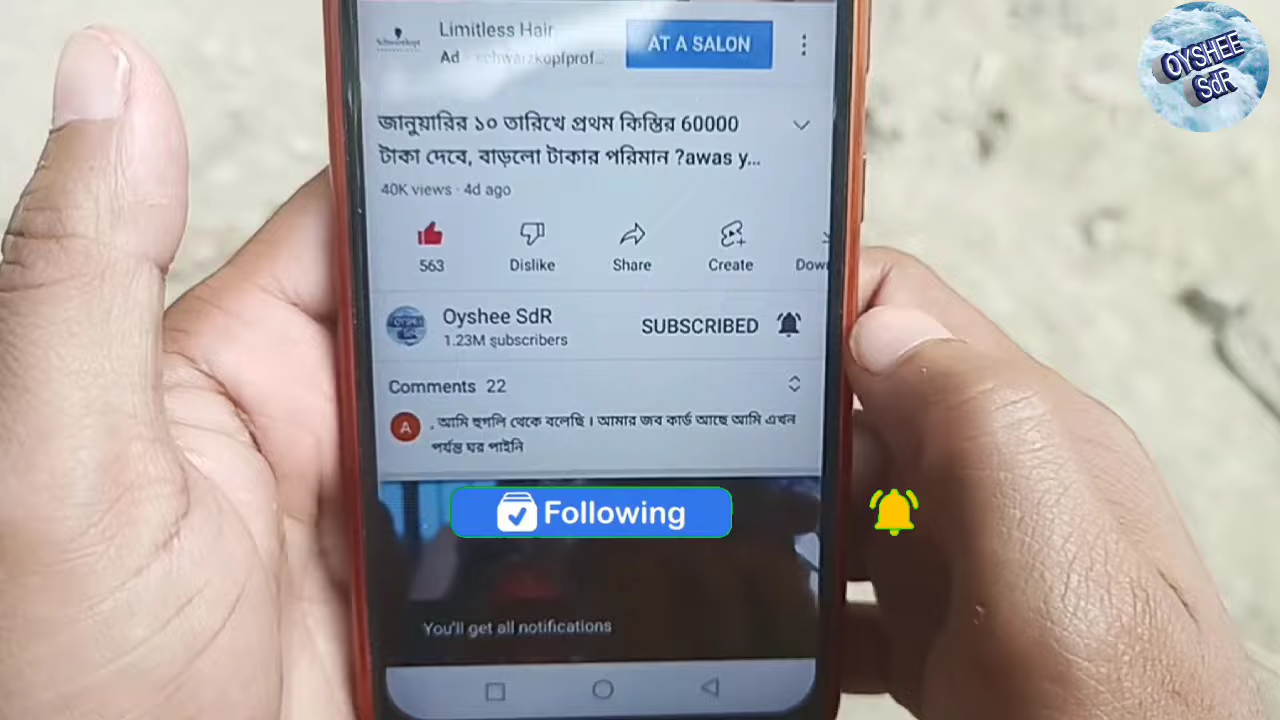 Limitless Hair
Ad
AT A SALON
OYSHEE
SdR
জানুয়ারির ১০ তারিখে প্রথম কিস্তির 60000
টাকা দেবে, বাড়লো টাকার পরিমান ?awas y...
40K views · 4d ago
563
Dislike
Share
Create
Oyshee SdR
1.23M subscribers
SUBSCRIBED
Comments 22
A
. আমি হুগলি থেকে বলেছি। আমার জব কার্ড আছে আমি এখন
পর্যন্ত ঘর পাইনি
Following
You'll get all notifications